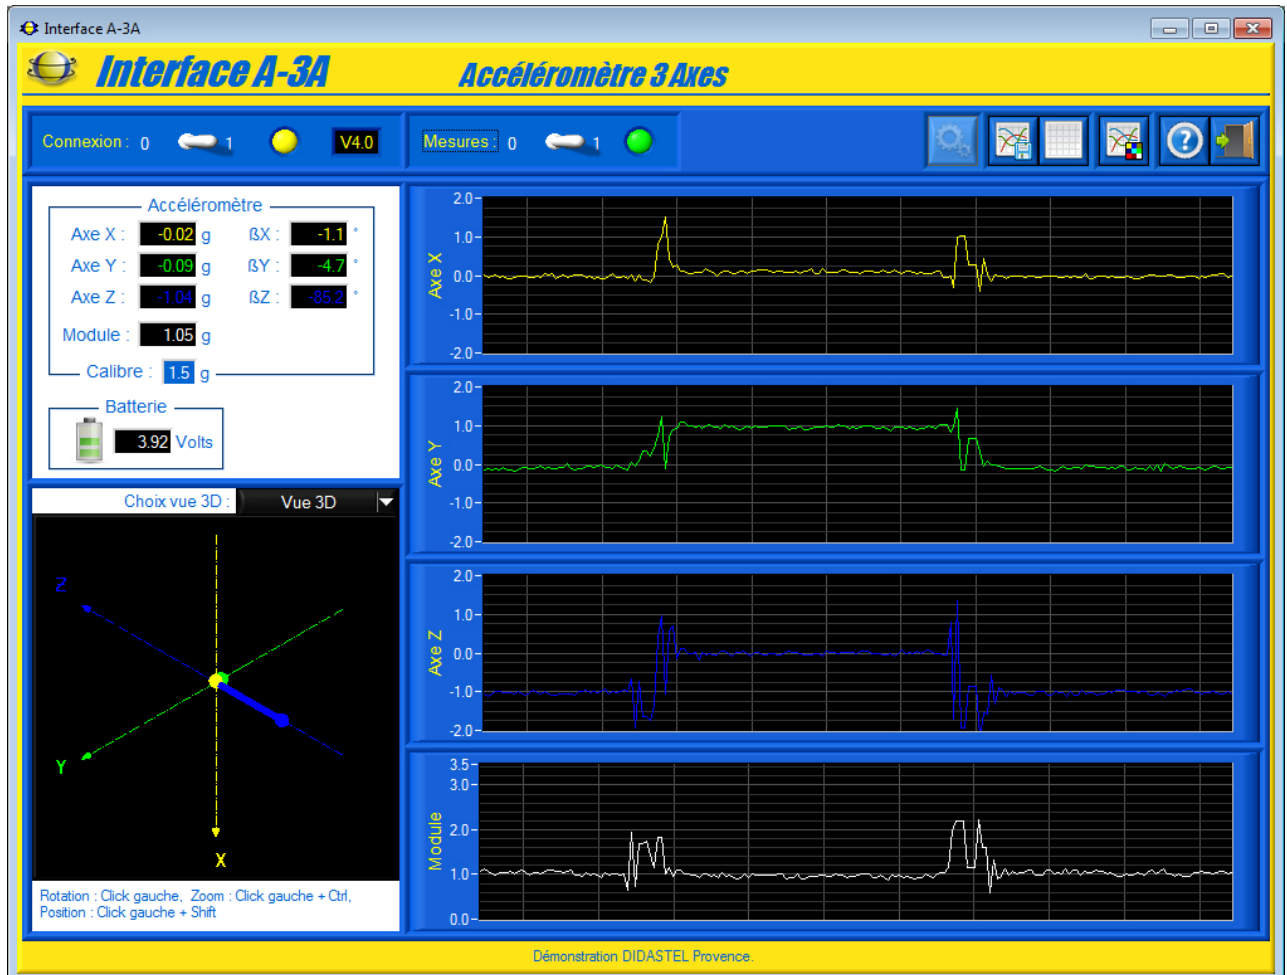 Interface A-3A
Interface A-3A
Accéléromètre 3 Axes
Connexion : 0 1 V4.0
Mesures : 0 1
Accéléromètre
Axe X : -0.02 g ßX : -1.1 °
Axe Y : -0.09 g ßY : -4.7 °
Axe Z : -1.04 g ßZ : -85.2 °
Module : 1.05 g
Calibre : 1.5 g
Batterie
3.92 Volts
Choix vue 3D : Vue 3D
Z
Y
X
Rotation : Click gauche, Zoom : Click gauche + Ctrl,
Position : Click gauche + Shift
Axe X
2.0
1.0
0.0
-1.0
-2.0
Axe Y
2.0
1.0
0.0
-1.0
-2.0
Axe Z
2.0
1.0
0.0
-1.0
-2.0
Module
3.5
3.0
2.0
1.0
0.0
Démonstration DIDASTEL Provence.